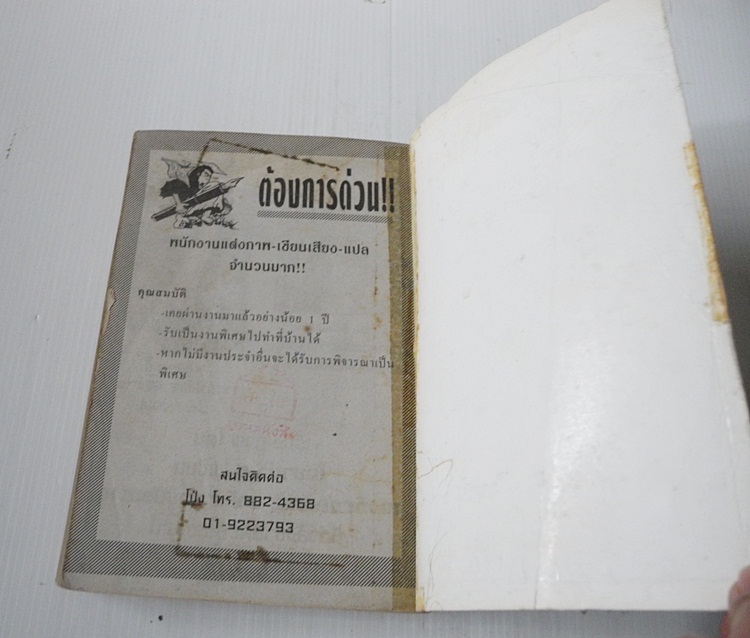 ต้องการด่วน!!
พนักงานแต่งภาพ-เขียนเสียง-แปล
จำนวนมาก!!
คุณสมบัติ
-เคยผ่านงานมาแล้วอย่างน้อย 1 ปี
-รับเป็นงานพิเศษไปทำที่บ้านได้
-หากไม่มีงานประจำอื่นจะได้รับการพิจารณาเป็น
พิเศษ
สนใจติดต่อ
โป้ง โทร. 882-4368
01-9223793